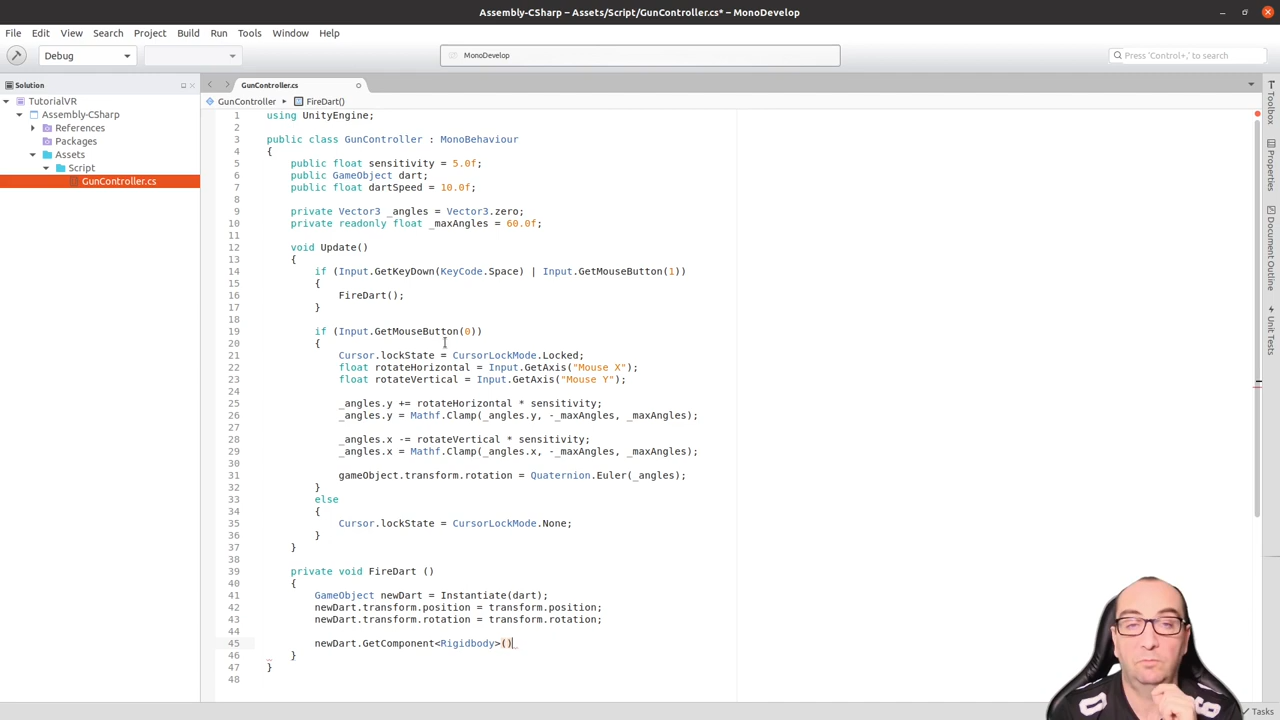 Assembly-CSharp – Assets/Script/GunController.cs* – MonoDevelop
File Edit View Search Project Build Run Tools Window Help
Debug
MonoDevelop
Press 'Control+,' to search
Solution
TutorialVR
Assembly-CSharp
References
Packages
Assets
Script
GunController.cs
GunController.cs
GunController FireDart()
1 using UnityEngine;
2
3 public class GunController : MonoBehaviour
4 {
5 public float sensitivity = 5.0f;
6 public GameObject dart;
7 public float dartSpeed = 10.0f;
8
9 private Vector3 _angles = Vector3.zero;
10 private readonly float _maxAngles = 60.0f;
11
12 void Update()
13 {
14 if (Input.GetKeyDown(KeyCode.Space) | Input.GetMouseButton(1))
15 {
16 FireDart();
17 }
18
19 if (Input.GetMouseButton(0))
20 {
21 Cursor.lockState = CursorLockMode.Locked;
22 float rotateHorizontal = Input.GetAxis("Mouse X");
23 float rotateVertical = Input.GetAxis("Mouse Y");
24
25 _angles.y += rotateHorizontal * sensitivity;
26 _angles.y = Mathf.Clamp(_angles.y, -_maxAngles, _maxAngles);
27
28 _angles.x -= rotateVertical * sensitivity;
29 _angles.x = Mathf.Clamp(_angles.x, -_maxAngles, _maxAngles);
30
31 gameObject.transform.rotation = Quaternion.Euler(_angles);
32 }
33 else
34 {
35 Cursor.lockState = CursorLockMode.None;
36 }
37 }
38
39 private void FireDart ()
40 {
41 GameObject newDart = Instantiate(dart);
42 newDart.transform.position = transform.position;
43 newDart.transform.rotation = transform.rotation;
44
45 newDart.GetComponent<Rigidbody>()
46 }
47 }
48
Toolbox
Properties
Document Outline
Unit Tests
Tasks